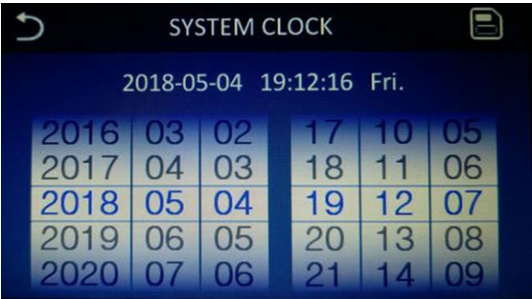 SYSTEM CLOCK
2018-05-04 19:12:16 Fri.
2016 03 02 17 10 05
2017 04 03 18 11 06
2018 05 04 19 12 07
2019 06 05 20 13 08
2020 07 06 21 14 09